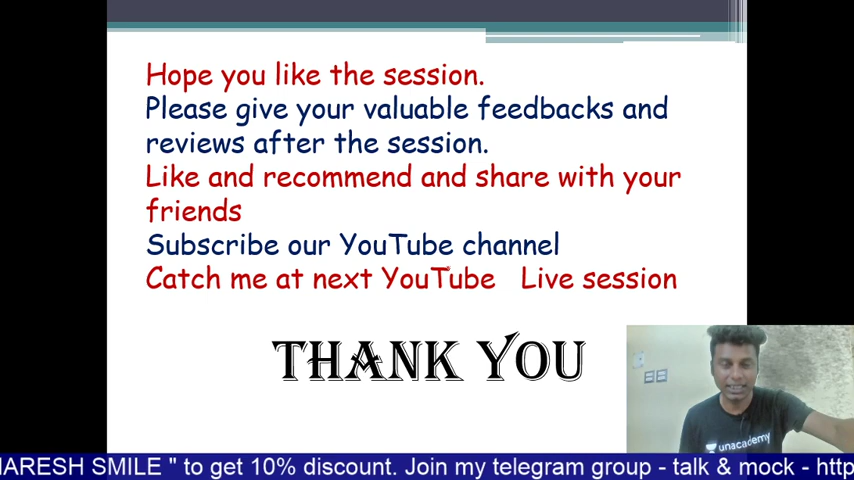 Hope you like the session.
Please give your valuable feedbacks and
reviews after the session.
Like and recommend and share with your
friends
Subscribe our YouTube channel
Catch me at next YouTube Live session
THANK YOU
unacademy
ARESH SMILE " to get 10% discount. Join my telegram group - talk & mock - http